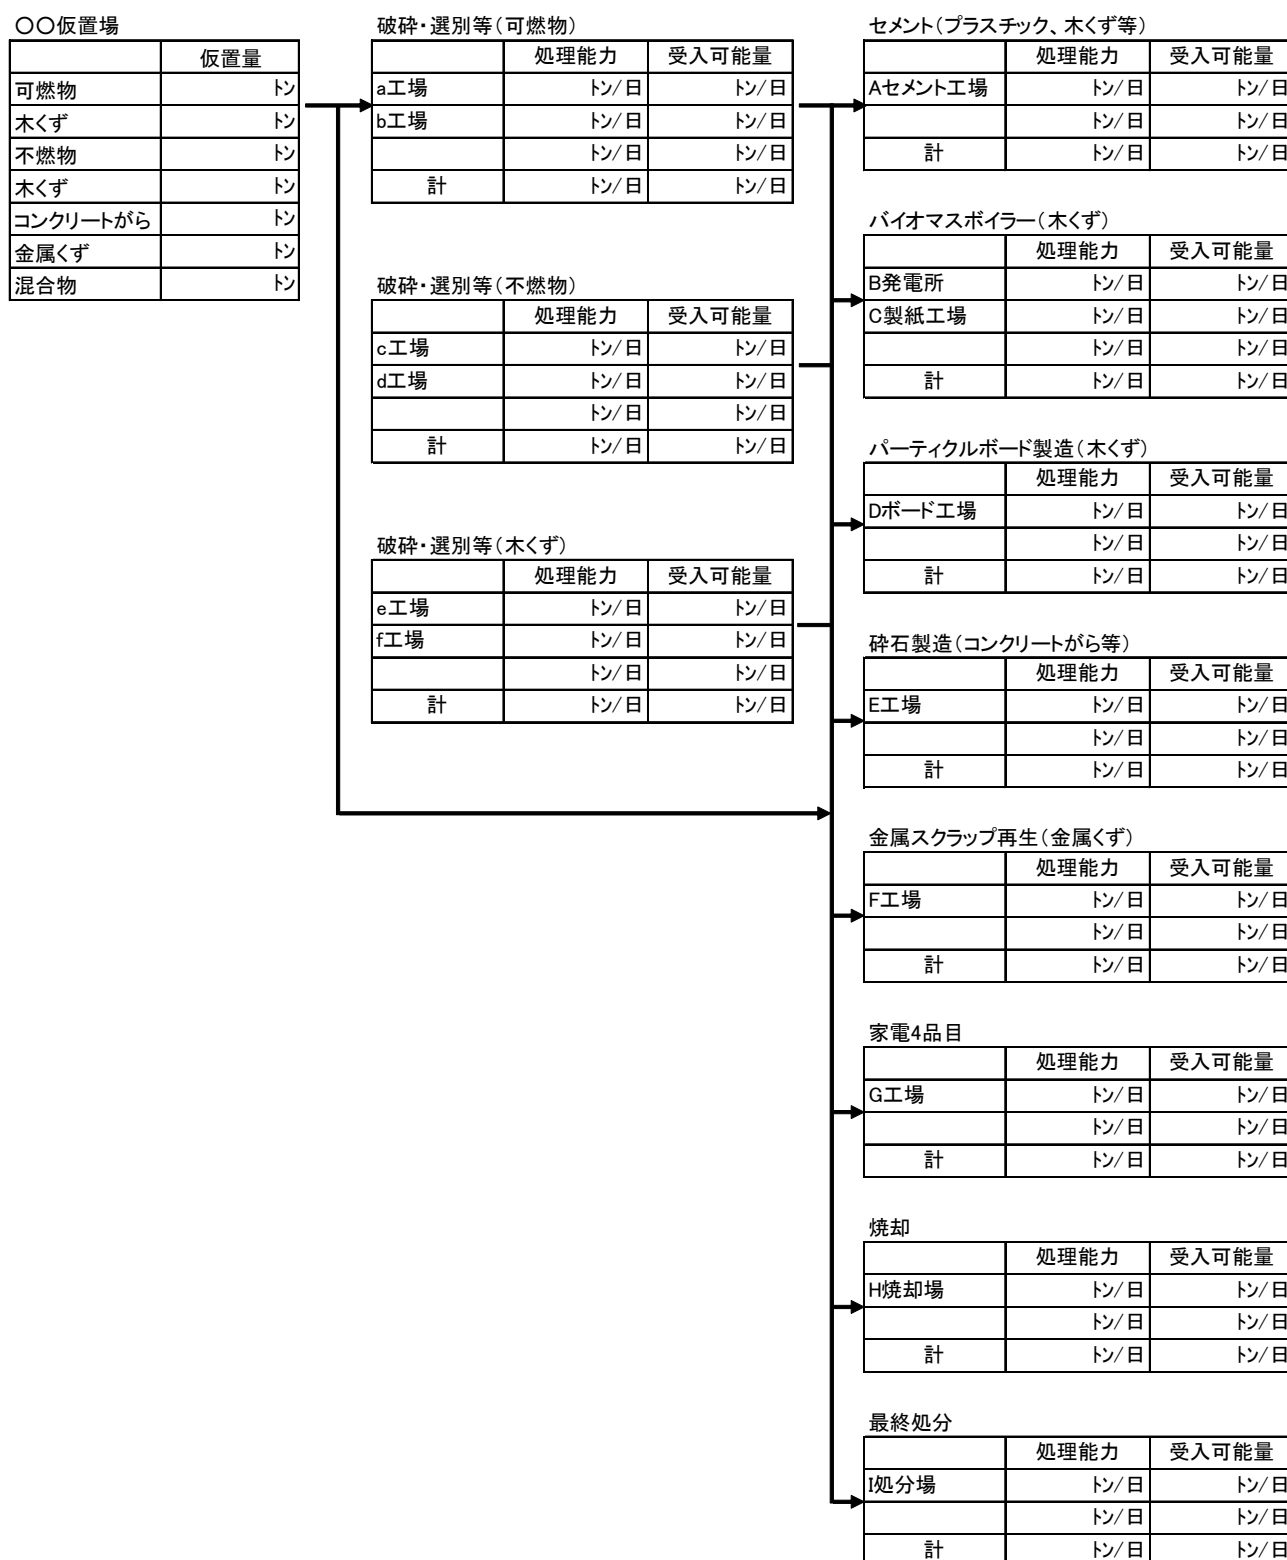 〇〇仮置場
仮置量
可燃物 トン
木くず トン
不燃物 トン
木くず トン
コンクリートがら トン
金属くず トン
混合物 トン
破砕・選別等(可燃物)
処理能力 受入可能量
a工場 トン/日 トン/日
b工場 トン/日 トン/日
トン/日 トン/日
計 トン/日 トン/日
破砕・選別等(不燃物)
処理能力 受入可能量
c工場 トン/日 トン/日
d工場 トン/日 トン/日
トン/日 トン/日
計 トン/日 トン/日
破砕・選別等(木くず)
処理能力 受入可能量
e工場 トン/日 トン/日
f工場 トン/日 トン/日
トン/日 トン/日
計 トン/日 トン/日
セメント(プラスチック、木くず等)
処理能力 受入可能量
Aセメント工場 トン/日 トン/日
トン/日 トン/日
計 トン/日 トン/日
バイオマスボイラー(木くず)
処理能力 受入可能量
B発電所 トン/日 トン/日
C製紙工場 トン/日 トン/日
トン/日 トン/日
計 トン/日 トン/日
パーティクルボード製造(木くず)
処理能力 受入可能量
Dボード工場 トン/日 トン/日
トン/日 トン/日
計 トン/日 トン/日
砕石製造(コンクリートがら等)
処理能力 受入可能量
E工場 トン/日 トン/日
トン/日 トン/日
計 トン/日 トン/日
金属スクラップ再生(金属くず)
処理能力 受入可能量
F工場 トン/日 トン/日
トン/日 トン/日
計 トン/日 トン/日
家電4品目
処理能力 受入可能量
G工場 トン/日 トン/日
トン/日 トン/日
計 トン/日 トン/日
焼却
処理能力 受入可能量
H焼却場 トン/日 トン/日
トン/日 トン/日
計 トン/日 トン/日
最終処分
処理能力 受入可能量
I処分場 トン/日 トン/日
トン/日 トン/日
計 トン/日 トン/日